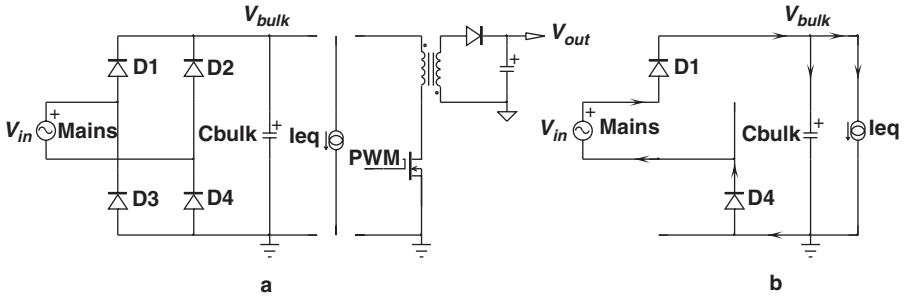 V_bulk
D1
D2
V_in
+
Mains
Cbulk
+
Ieq
D3
D4
PWM
+
V_out
a
V_bulk
D1
V_in
+
Mains
Cbulk
+
Ieq
D4
b